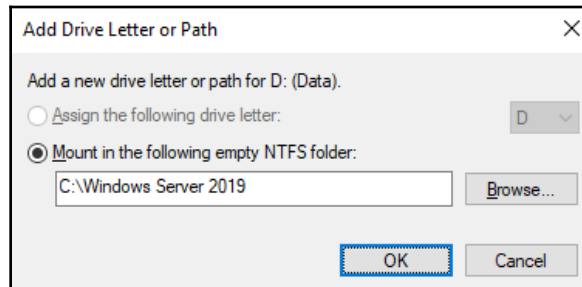 Add Drive Letter or Path
Add a new drive letter or path for D: (Data).
Assign the following drive letter:
D
Mount in the following empty NTFS folder:
C:\Windows Server 2019
Browse...
OK
Cancel